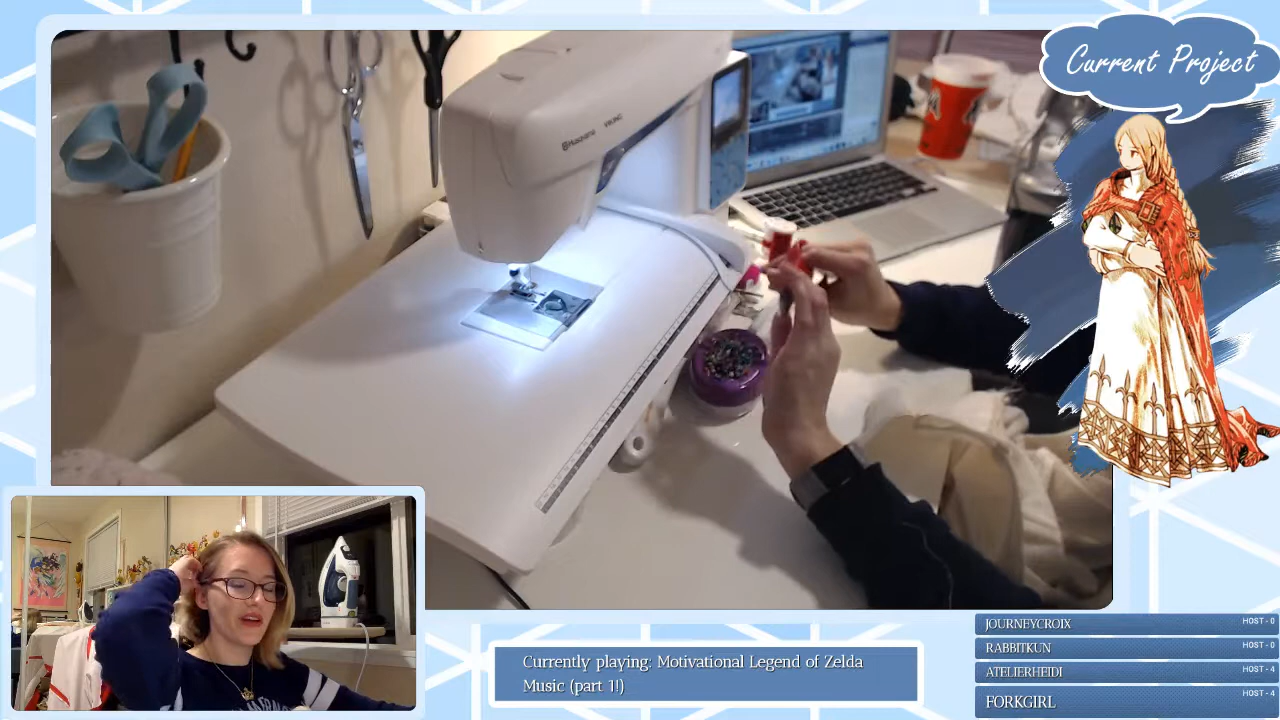 Current Project
HUSQVARNA VIKING
Currently playing: Motivational Legend of Zelda
Music (part 1!)
JOURNEYCROIX HOST - 0
RABBITKUN HOST - 0
ATELIERHEIDI HOST - 4
FORKGIRL HOST - 4